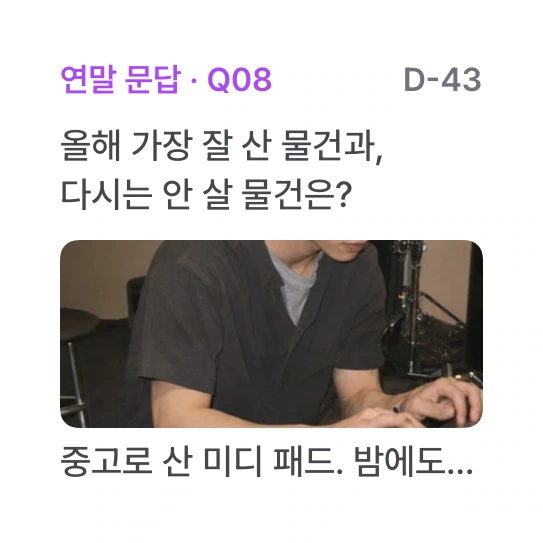 연말 문답 · Q08
D-43
올해 가장 잘 산 물건과,
다시는 안 살 물건은?
중고로 산 미디 패드. 밤에도...